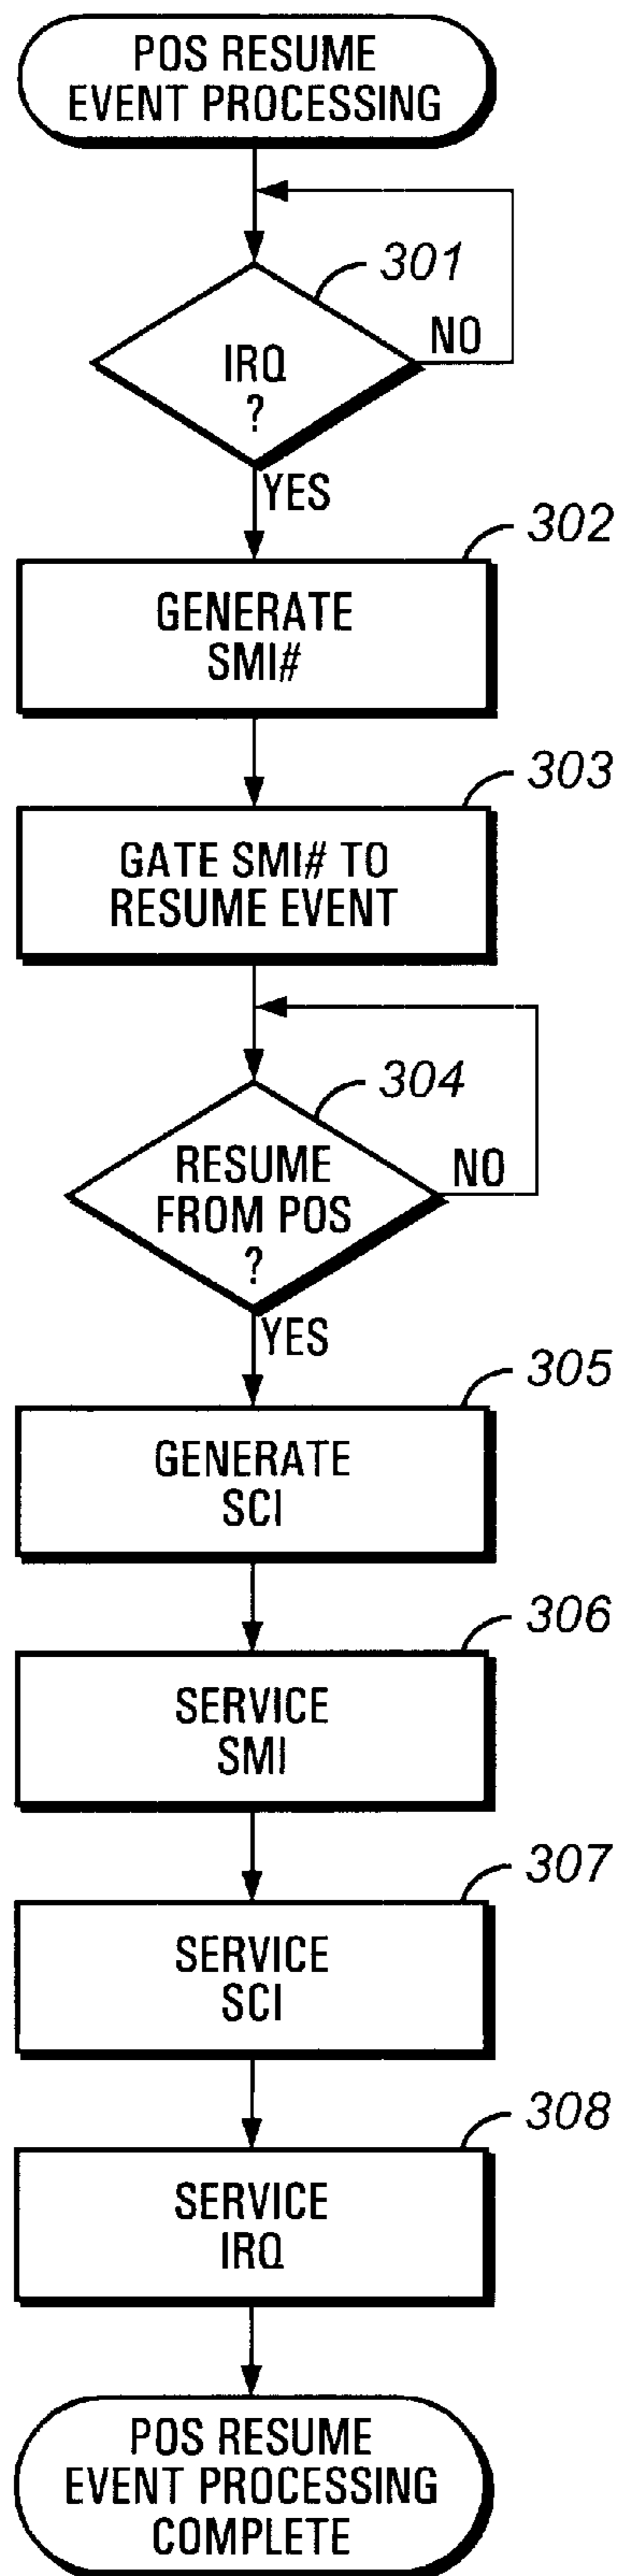 POS RESUME
EVENT PROCESSING
301
IRQ
?
NO
YES
302
GENERATE
SMI#
303
GATE SMI# TO
RESUME EVENT
304
RESUME
FROM POS
?
NO
YES
305
GENERATE
SCI
306
SERVICE
SMI
307
SERVICE
SCI
308
SERVICE
IRQ
POS RESUME
EVENT PROCESSING
COMPLETE